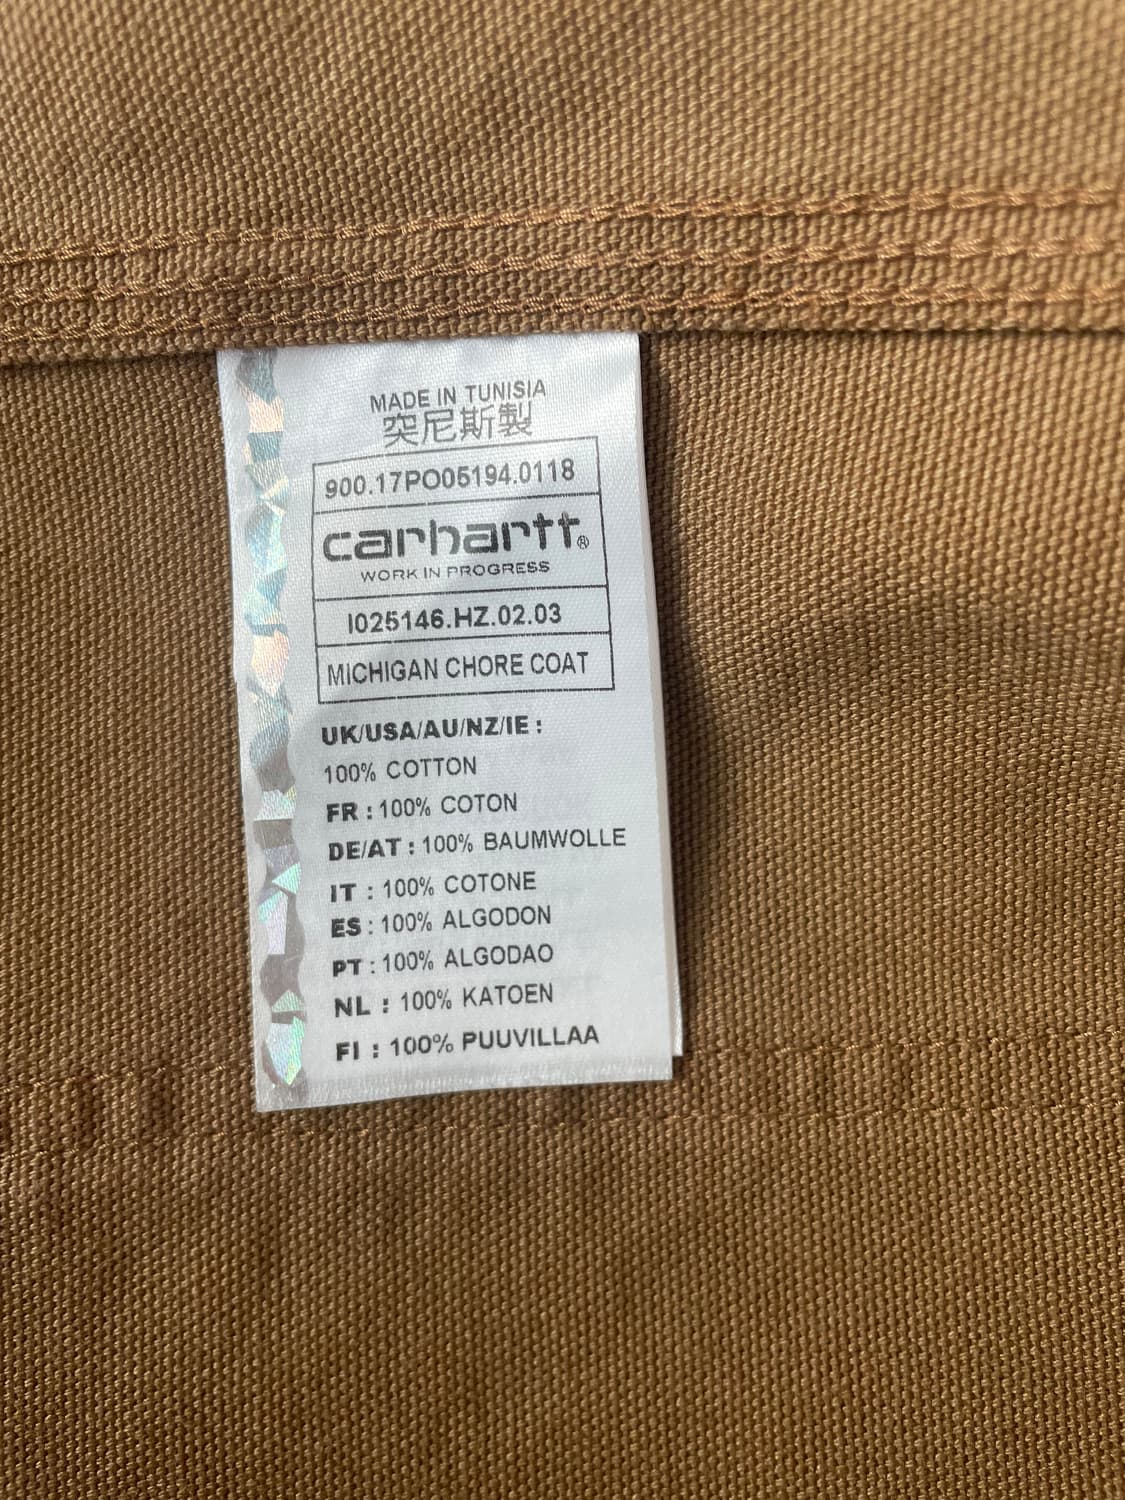 MADE IN TUNISIA
突尼斯製
900.17PO05194.0118
carhartt®
WORK IN PROGRESS
I025146.HZ.02.03
MICHIGAN CHORE COAT
UK/USA/AU/NZ/IE :
100% COTTON
FR : 100% COTON
DE/AT : 100% BAUMWOLLE
IT : 100% COTONE
ES : 100% ALGODON
PT : 100% ALGODAO
NL : 100% KATOEN
FI : 100% PUUVILLAA